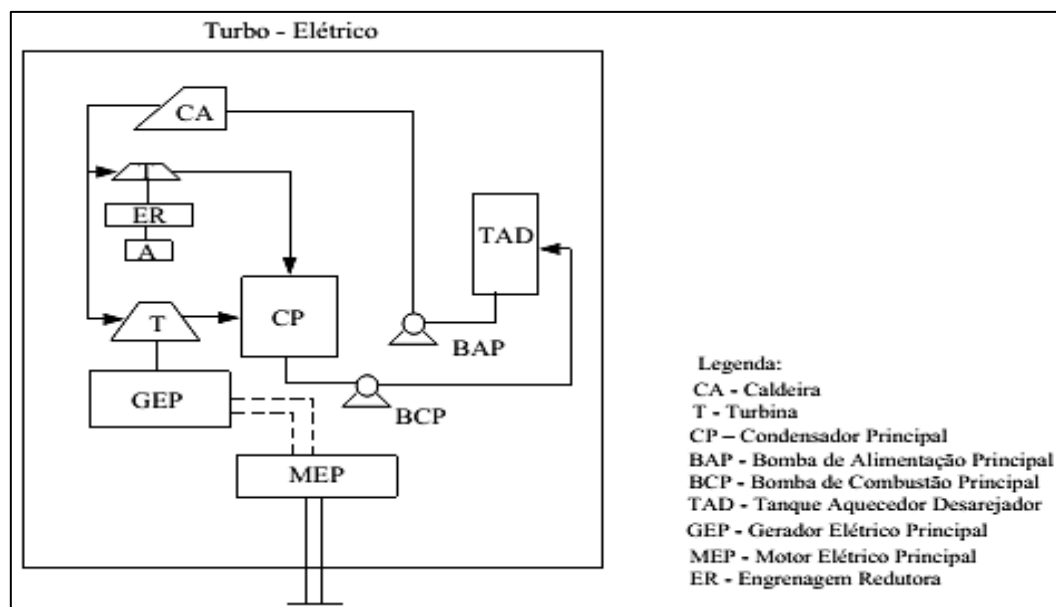 Turbo - Elétrico
CA
T
ER
A
TAD
T
CP
BAP
GEP
BCP
MEP
Legenda:
CA - Caldeira
T - Turbina
CP – Condensador Principal
BAP - Bomba de Alimentação Principal
BCP - Bomba de Combustão Principal
TAD - Tanque Aquecedor Desarejador
GEP - Gerador Elétrico Principal
MEP - Motor Elétrico Principal
ER - Engrenagem Redutora